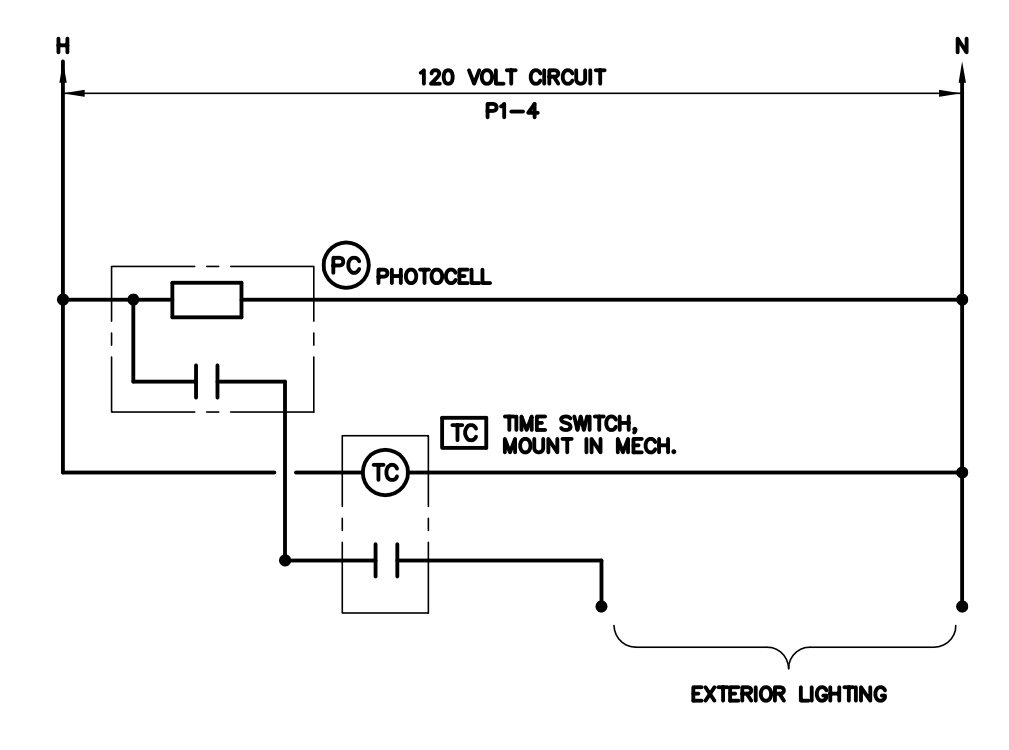 H
N
120 VOLT CIRCUIT
P1-4
PC
PHOTOCELL
TC
TIME SWITCH,
MOUNT IN MECH.
TC
EXTERIOR LIGHTING